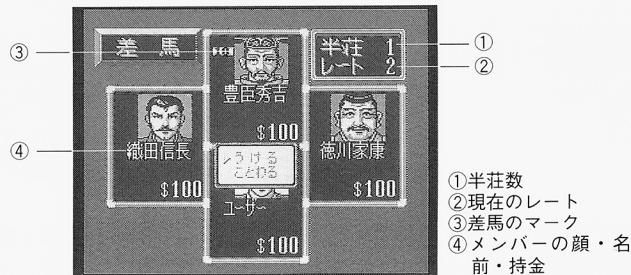 差馬
半荘 1
レート 2
③
①
②
④
豊臣秀吉
$100
織田信長
$100
徳川家康
$100
うける
ことわる
ユーザー
$100
①半荘数
②現在のレート
③差馬のマーク
④メンバーの顔・名
前・持金